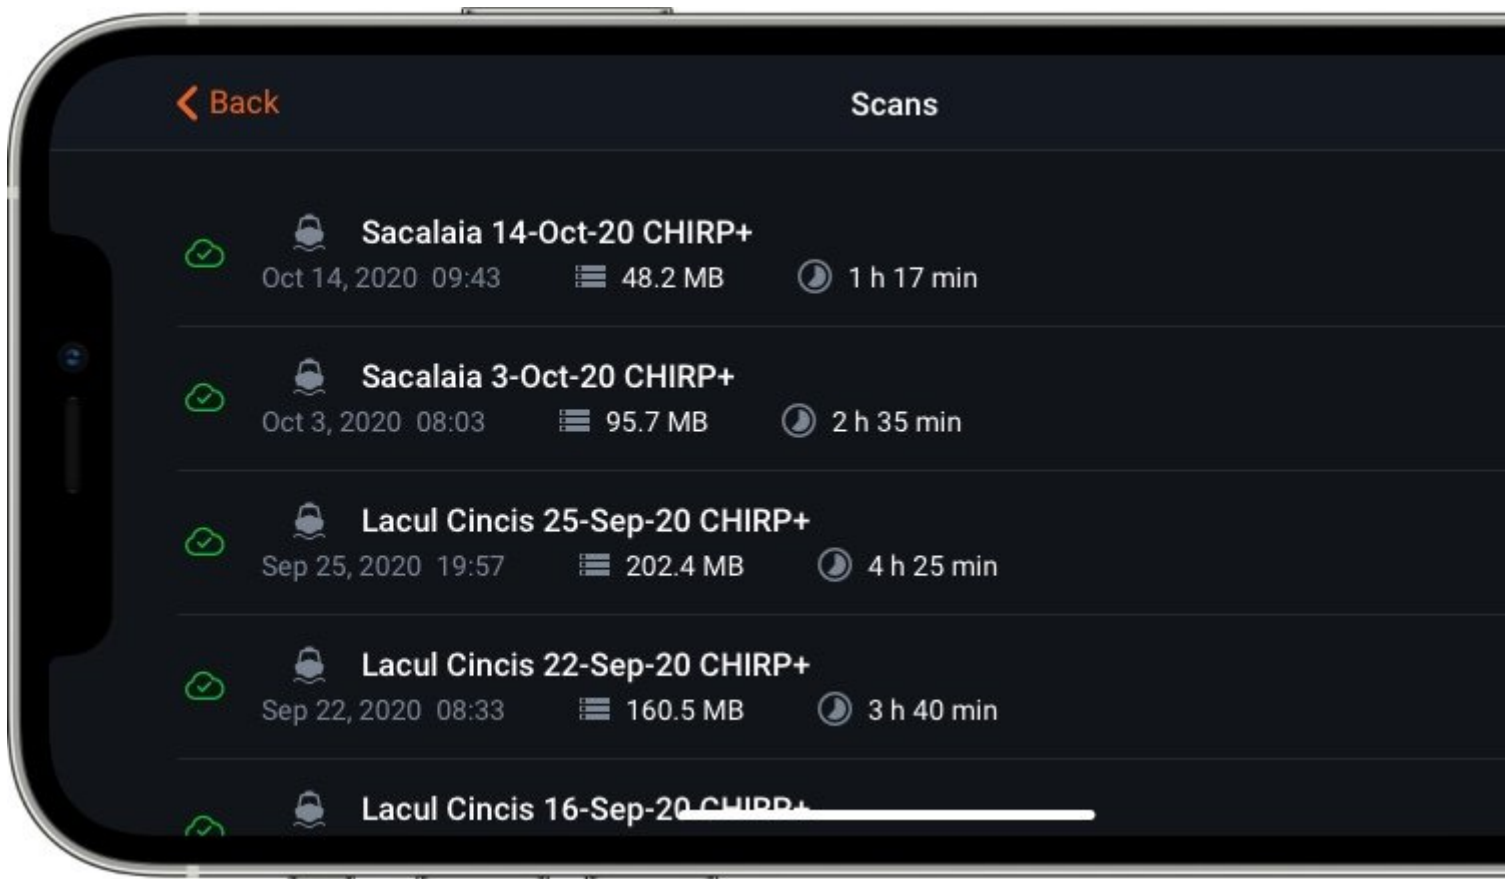 Back
Scans
Sacalaia 14-Oct-20 CHIRP+
Oct 14, 2020 09:43 48.2 MB 1 h 17 min
Sacalaia 3-Oct-20 CHIRP+
Oct 3, 2020 08:03 95.7 MB 2 h 35 min
Lacul Cincis 25-Sep-20 CHIRP+
Sep 25, 2020 19:57 202.4 MB 4 h 25 min
Lacul Cincis 22-Sep-20 CHIRP+
Sep 22, 2020 08:33 160.5 MB 3 h 40 min
Lacul Cincis 16-Sep-20 CHIRP+